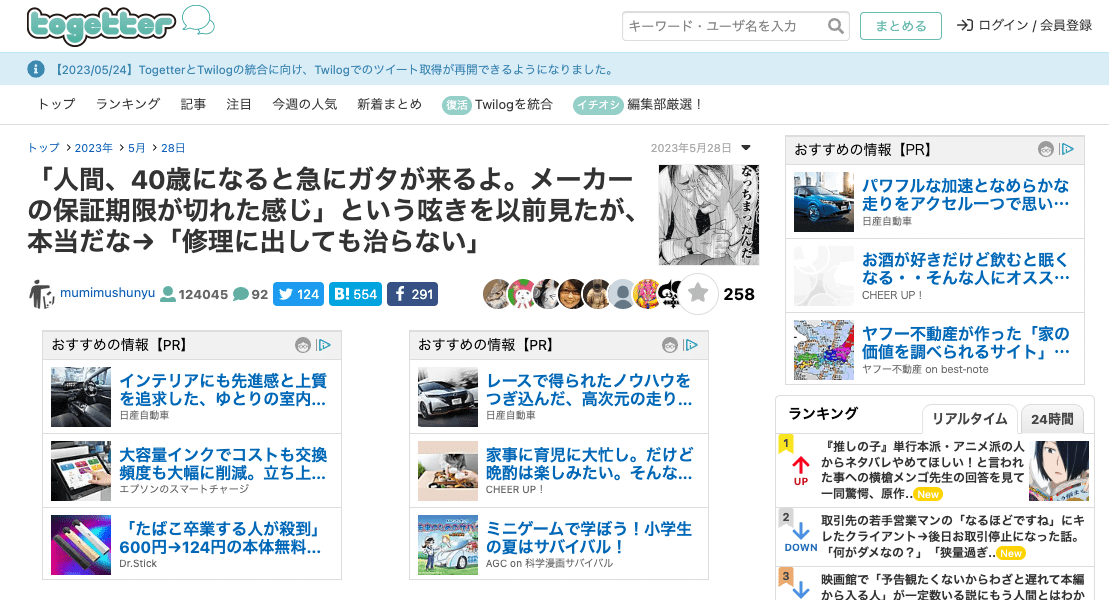 togetter
キーワード・ユーザ名を入力
まとめる
ログイン / 会員登録
【2023/05/24】TogetterとTwilogの統合に向け、Twilogでのツイート取得が再開できるようになりました。
トップ
ランキング
記事
注目
今週の人気
新着まとめ
復活 Twilogを統合
イチオシ 編集部厳選！
トップ
2023年
5月
28日
2023年5月28日
「人間、40歳になると急にガタが来るよ。メーカー
の保証期限が切れた感じ」という呟きを以前見たが、
本当だな→「修理に出しても治らない」
なっちまったんだ
mumimushunyu
124045
92
124
B! 554
291
258
おすすめの情報【PR】
インテリアにも先進感と上質
を追求した、ゆとりの室内...
日産自動車
大容量インクでコストも交換
頻度も大幅に削減。立ち上...
エプソンのスマートチャージ
「たばこ卒業する人が殺到」
600円→124円の本体無料...
Dr.Stick
おすすめの情報【PR】
レースで得られたノウハウを
つぎ込んだ、高次元の走り...
日産自動車
家事に育児に大忙し。だけど
晩酌は楽しみたい。そんな...
CHEER UP！
ミニゲームで学ぼう！小学生
の夏はサバイバル！
AGC on 科学漫画サバイバル
おすすめの情報【PR】
パワフルな加速となめらかな
走りをアクセル一つで思い...
日産自動車
お酒が好きだけど飲むと眠く
なる・・そんな人にオスス...
CHEER UP！
ヤフー不動産が作った「家の
価値を調べられるサイト」...
ヤフー不動産 on best-note
ランキング
リアルタイム
24時間
1
UP
『推しの子』単行本派・アニメ派の人
からネタバレやめてほしい！と言われ
た事への横槍メンゴ先生の回答を見て
一同驚愕、原作.. New
2
DOWN
取引先の若手営業マンの「なるほどですね」にキ
レたクライアント→後日お取引停止になった話。
「何がダメなの？」「狭量過ぎ.. New
3
映画館で「予告観たくないからわざと遅れて本編
から入る人」が一定数いる説にもう人間とはわか